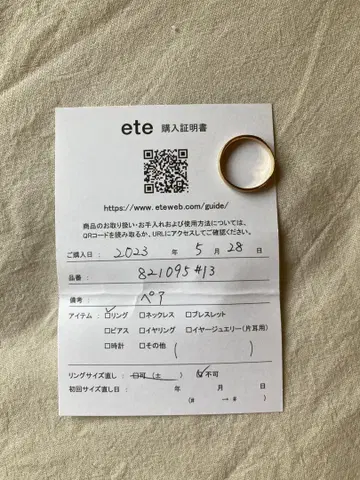 ete 購入証明書
https://www.eteweb.com/guide/
商品のお取り扱い・お手入れおよび使用方法については、
QRコードを読み取るか、URLにアクセスしてご確認ください。
ご購入日： 2023 年 5 月 28 日
品番： 821095 #13
備考： ペア
アイテム： □リング □ネックレス □ブレスレット
□ピアス □イヤリング □イヤージュエリー(片耳用)
□時計 □その他 ( )
リングサイズ直し： □可 (± ) □不可
初回サイズ直し日： 年 月 日
(# → # )